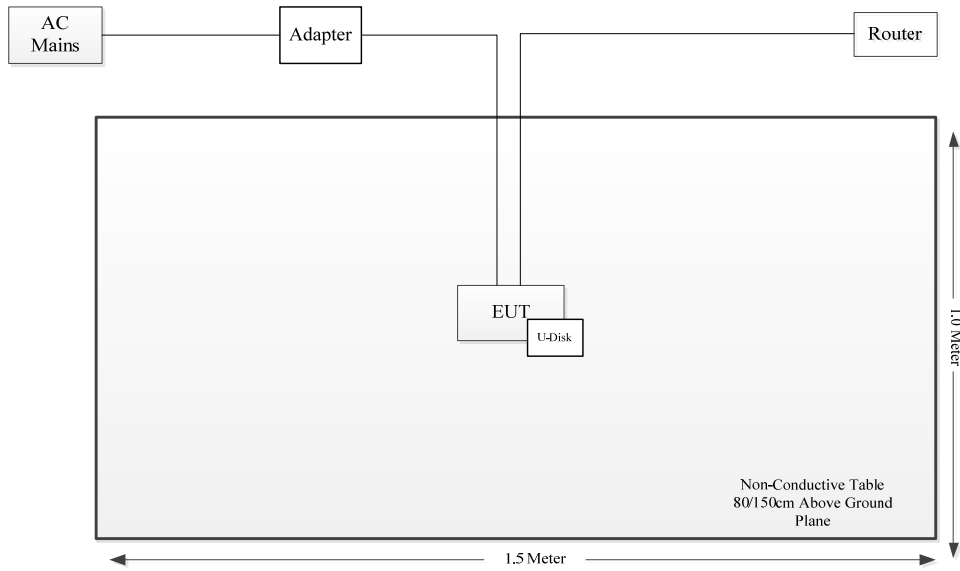 AC
Mains
Adapter
Router
EUT
U-Disk
1.0 Meter
Non-Conductive Table
80/150cm Above Ground
Plane
1.5 Meter